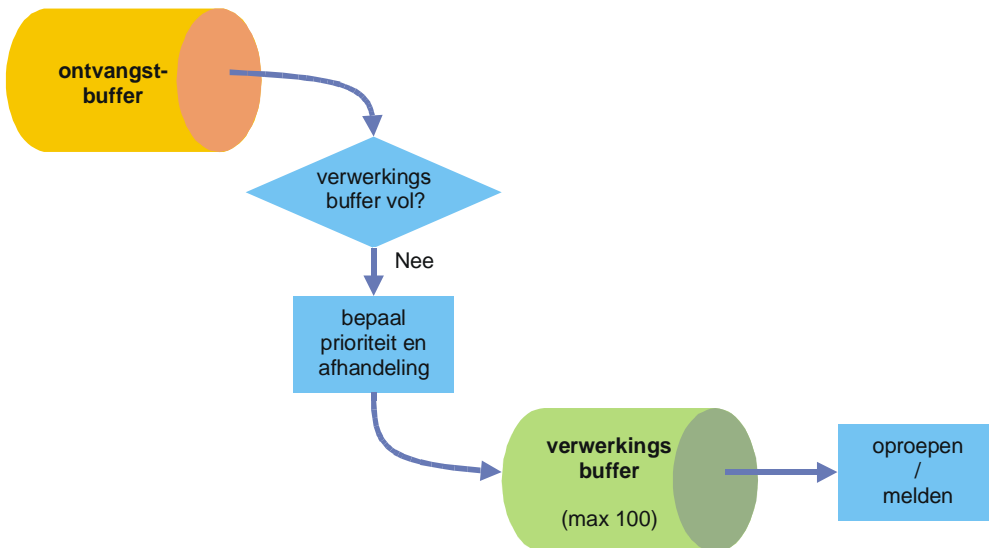 ontvangst-
buffer
verwerkings
buffer vol?
Nee
bepaal
prioriteit en
afhandeling
verwerkings
buffer
(max 100)
oproepen
/
melden